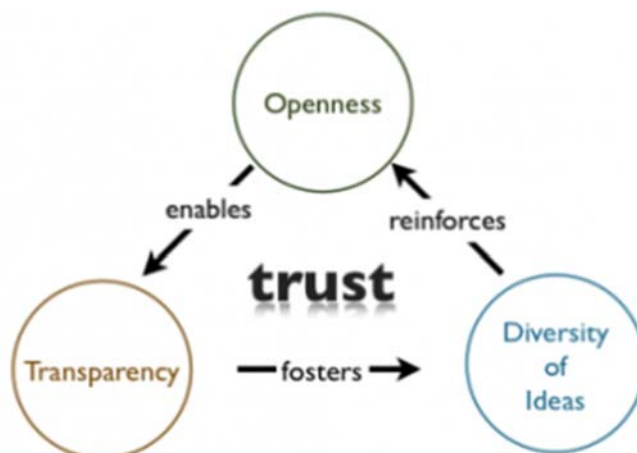 Openness
enables
reinforces
trust
Transparency
fosters
Diversity
of
Ideas